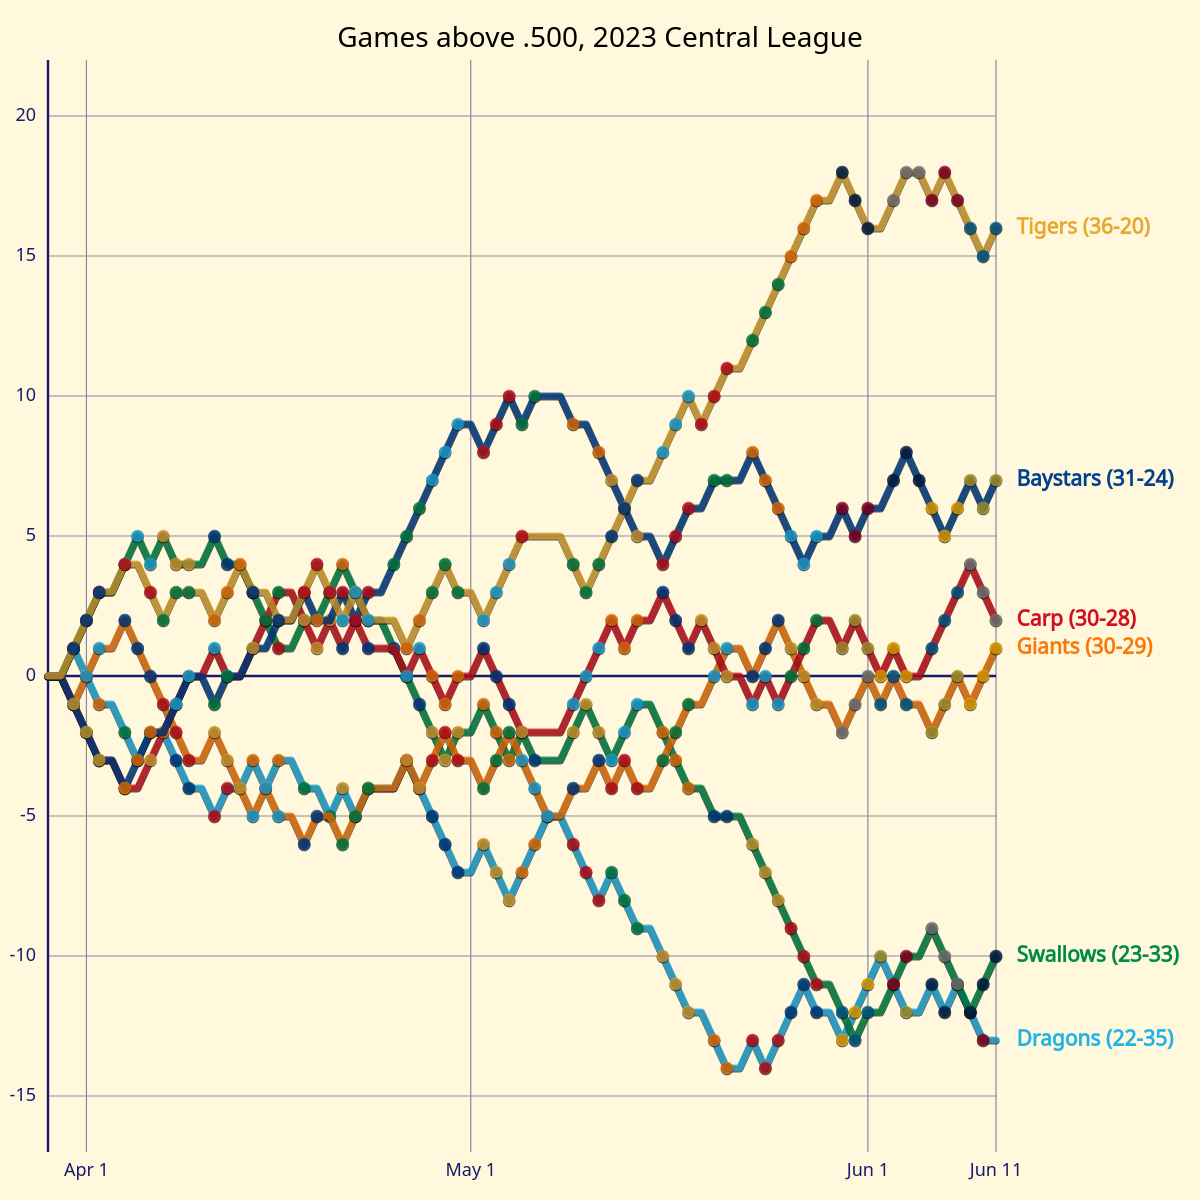 Games above .500, 2023 Central League
20
15
10
5
0
-5
-10
-15
Tigers (36-20)
Baystars (31-24)
Carp (30-28)
Giants (30-29)
Swallows (23-33)
Dragons (22-35)
Apr 1
May 1
Jun 1
Jun 11